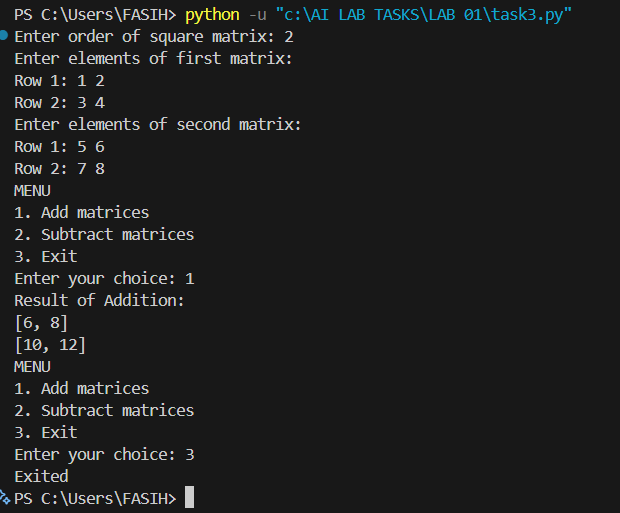 PS C:\Users\FASIH> python -u "c:\AI LAB TASKS\LAB 01\task3.py"
Enter order of square matrix: 2
Enter elements of first matrix:
Row 1: 1 2
Row 2: 3 4
Enter elements of second matrix:
Row 1: 5 6
Row 2: 7 8
MENU
1. Add matrices
2. Subtract matrices
3. Exit
Enter your choice: 1
Result of Addition:
[6, 8]
[10, 12]
MENU
1. Add matrices
2. Subtract matrices
3. Exit
Enter your choice: 3
Exited
PS C:\Users\FASIH>